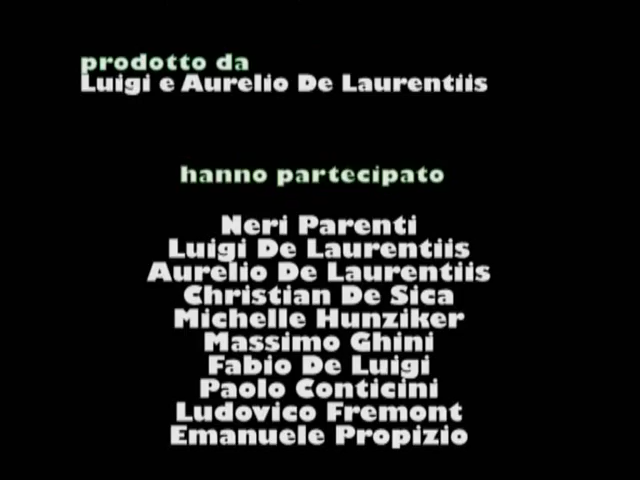 prodotto da
Luigi e Aurelio De Laurentiis
hanno partecipato
Neri Parenti
Luigi De Laurentiis
Aurelio De Laurentiis
Christian De Sica
Michelle Hunziker
Massimo Ghini
Fabio De Luigi
Paolo Conticini
Ludovico Fremont
Emanuele Propizio